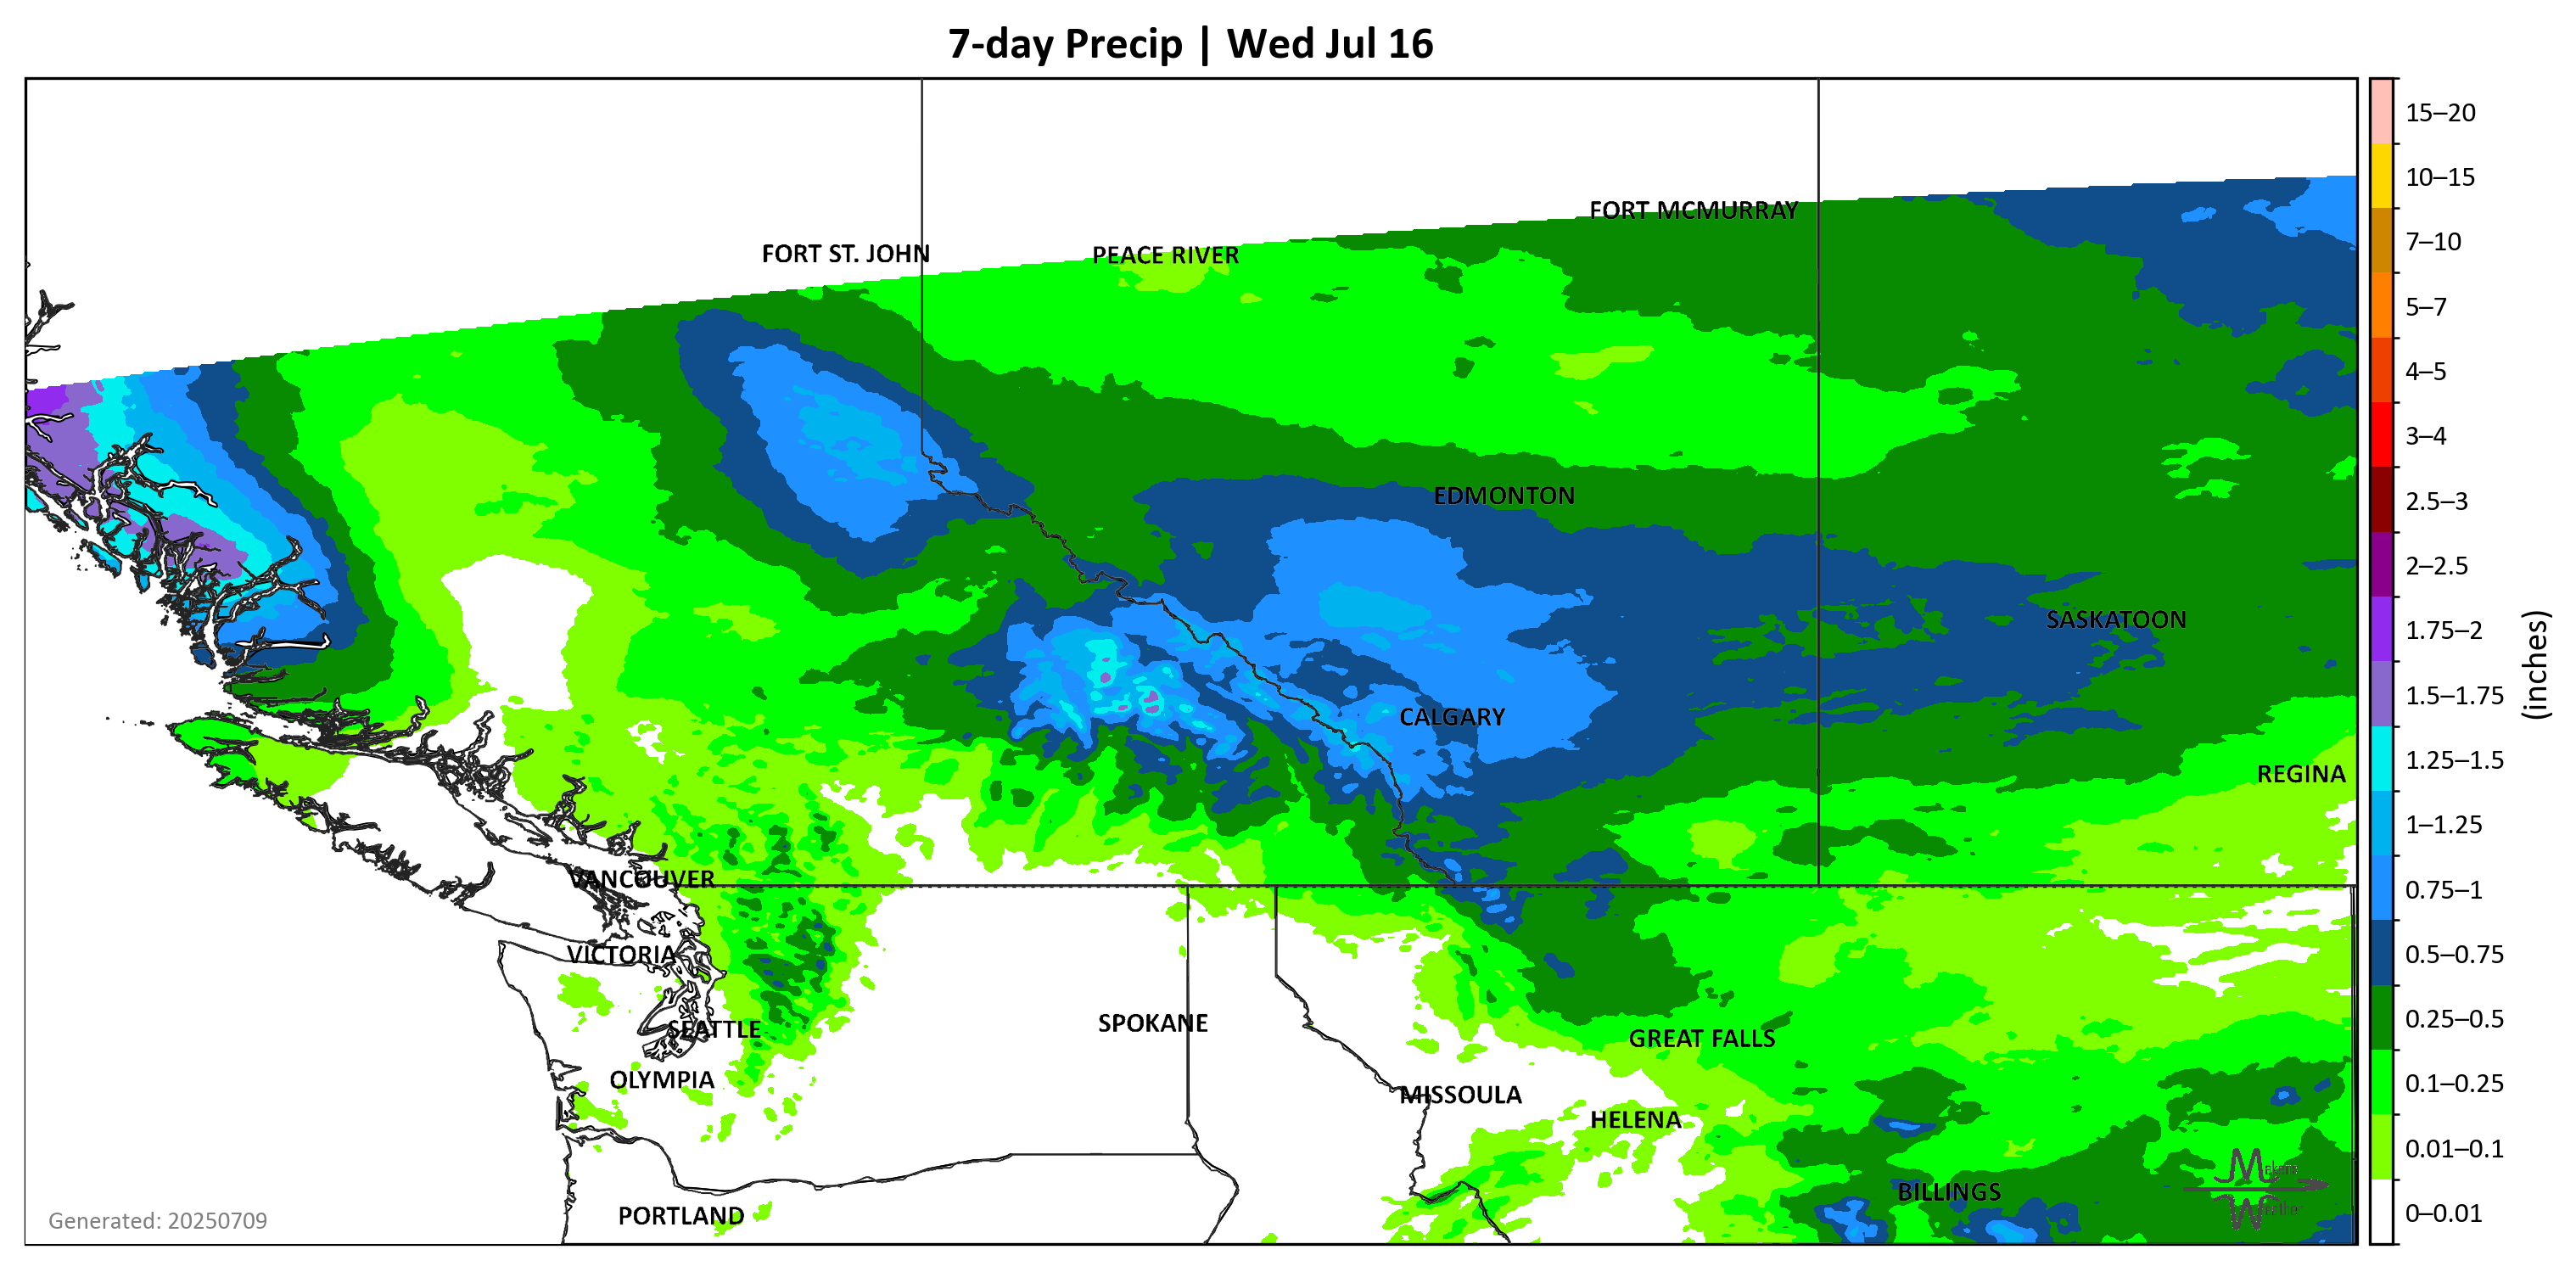 7-day Precip | Wed Jul 16
FORT MCMURRAY
FORT ST. JOHN
PEACE RIVER
EDMONTON
SASKATOON
CALGARY
REGINA
VANCOUVER
VICTORIA
SEATTLE
SPOKANE
GREAT FALLS
OLYMPIA
MISSOULA
HELENA
BILLINGS
PORTLAND
Generated: 20250709
15–20
10–15
7–10
5–7
4–5
3–4
2.5–3
2–2.5
1.75–2
1.5–1.75
1.25–1.5
1–1.25
0.75–1
0.5–0.75
0.25–0.5
0.1–0.25
0.01–0.1
0–0.01
(inches)